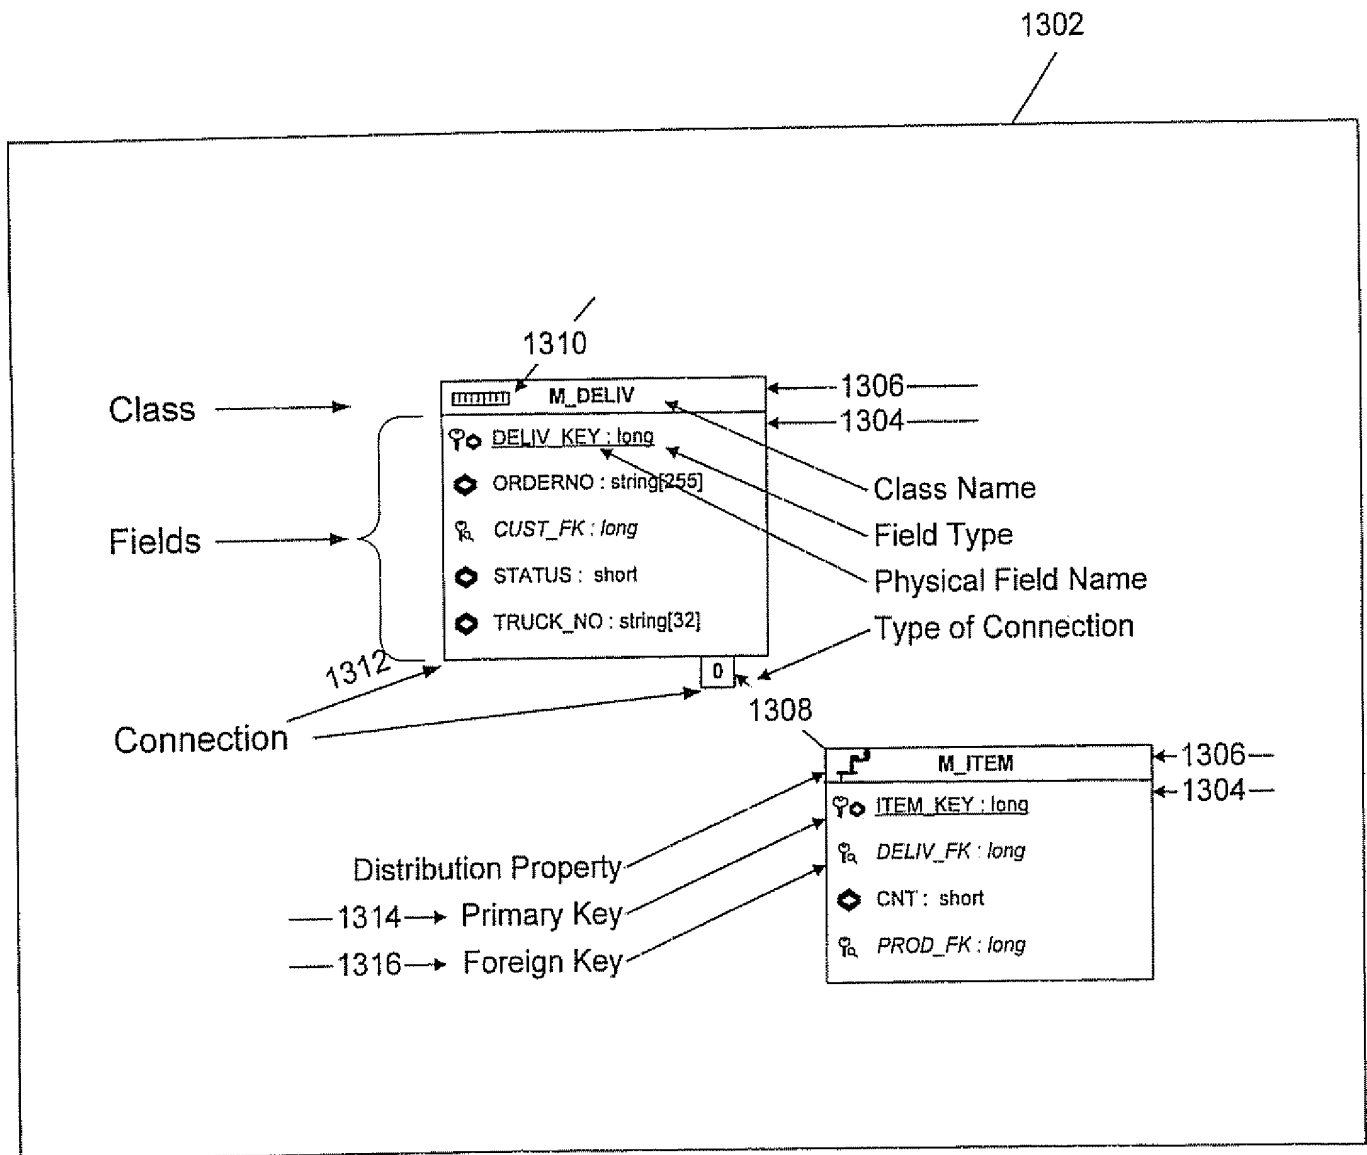 1302
1310
M_DELIV
1306
Class
1304
DELIV_KEY : long
ORDERNO : string[255]
Class Name
Fields
CUST_FK : long
Field Type
STATUS : short
Physical Field Name
TRUCK_NO : string[32]
Type of Connection
1312
0
1308
Connection
M_ITEM
1306
1304
ITEM_KEY : long
Distribution Property
DELIV_FK : long
1314
Primary Key
CNT : short
1316
Foreign Key
PROD_FK : long